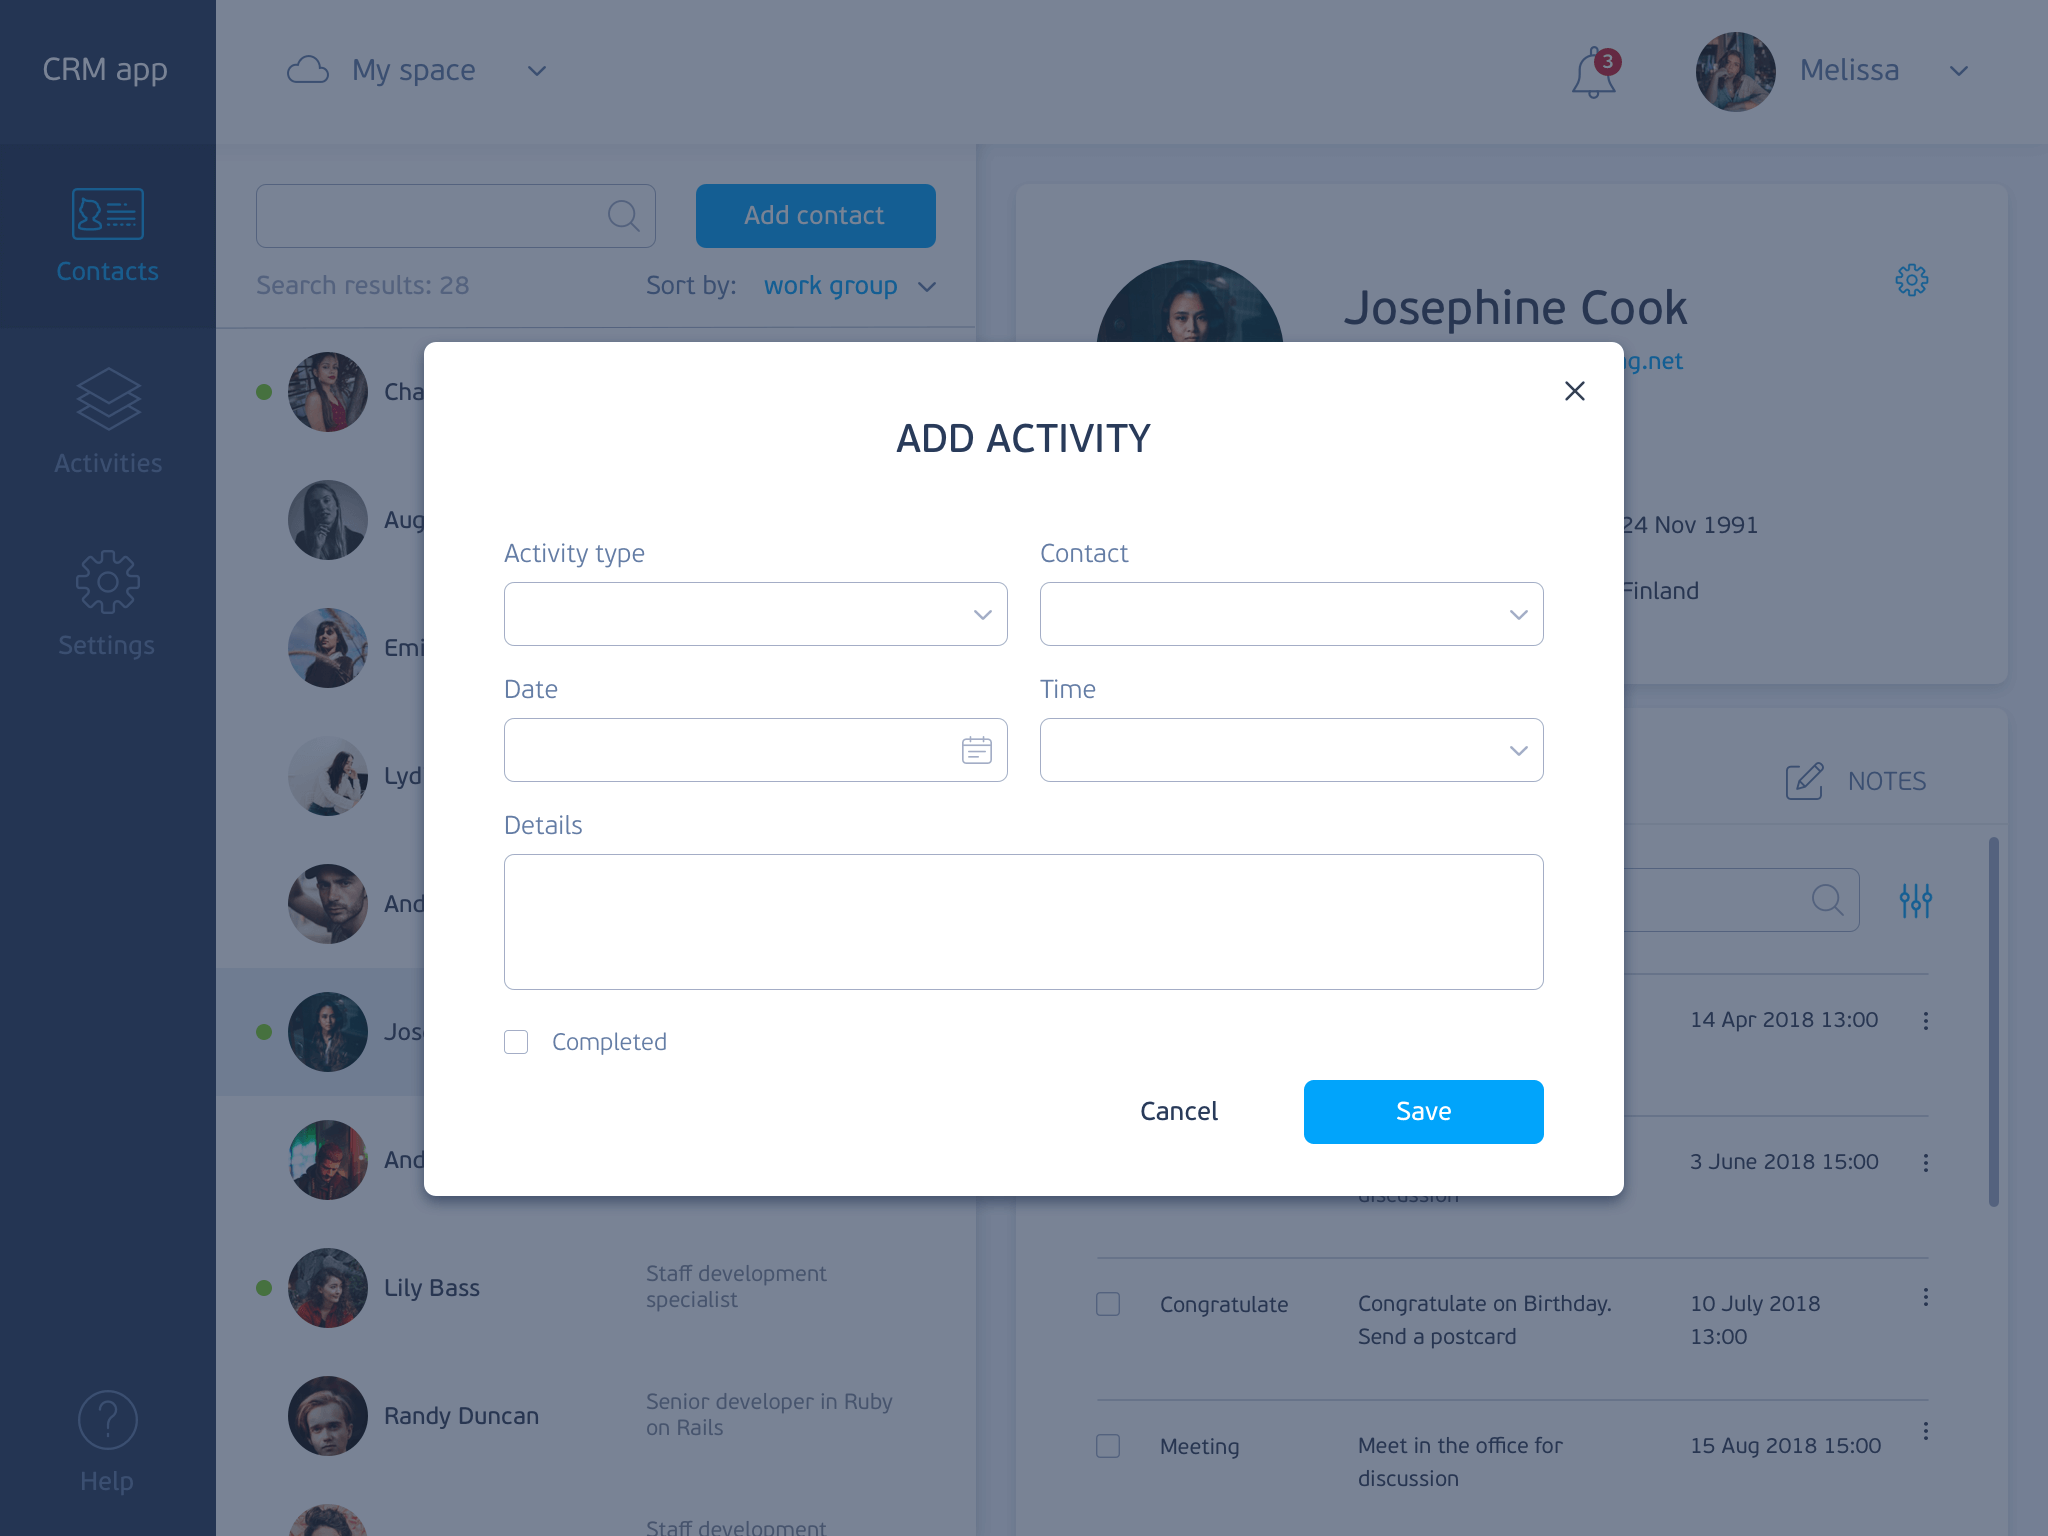 CRM app
My space
3
Melissa
Contacts
Activities
Settings
Help
Add contact
Search results: 28
Sort by: work group
Cha
Aug
Emi
Lyd
And
Jos
And
Lily Bass
Staff development
specialist
Randy Duncan
Senior developer in Ruby
on Rails
Staff development
Josephine Cook
g.net
24 Nov 1991
Finland
NOTES
14 Apr 2018 13:00
3 June 2018 15:00
discussion
Congratulate
Congratulate on Birthday.
Send a postcard
10 July 2018
13:00
Meeting
Meet in the office for
discussion
15 Aug 2018 15:00
ADD ACTIVITY
Activity type
Contact
Date
Time
Details
Completed
Cancel
Save